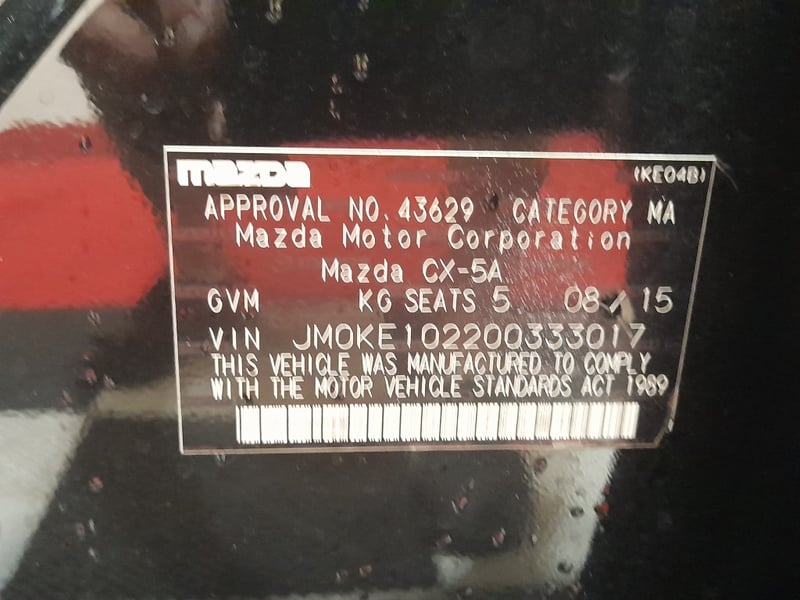 mazda (KE04B)
APPROVAL NO. 43629 CATEGORY MA
Mazda Motor Corporation
Mazda CX-5A
GVM KG SEATS 5 08/15
VIN JM0KE102200333017
THIS VEHICLE WAS MANUFACTURED TO COMPLY
WITH THE MOTOR VEHICLE STANDARDS ACT 1989